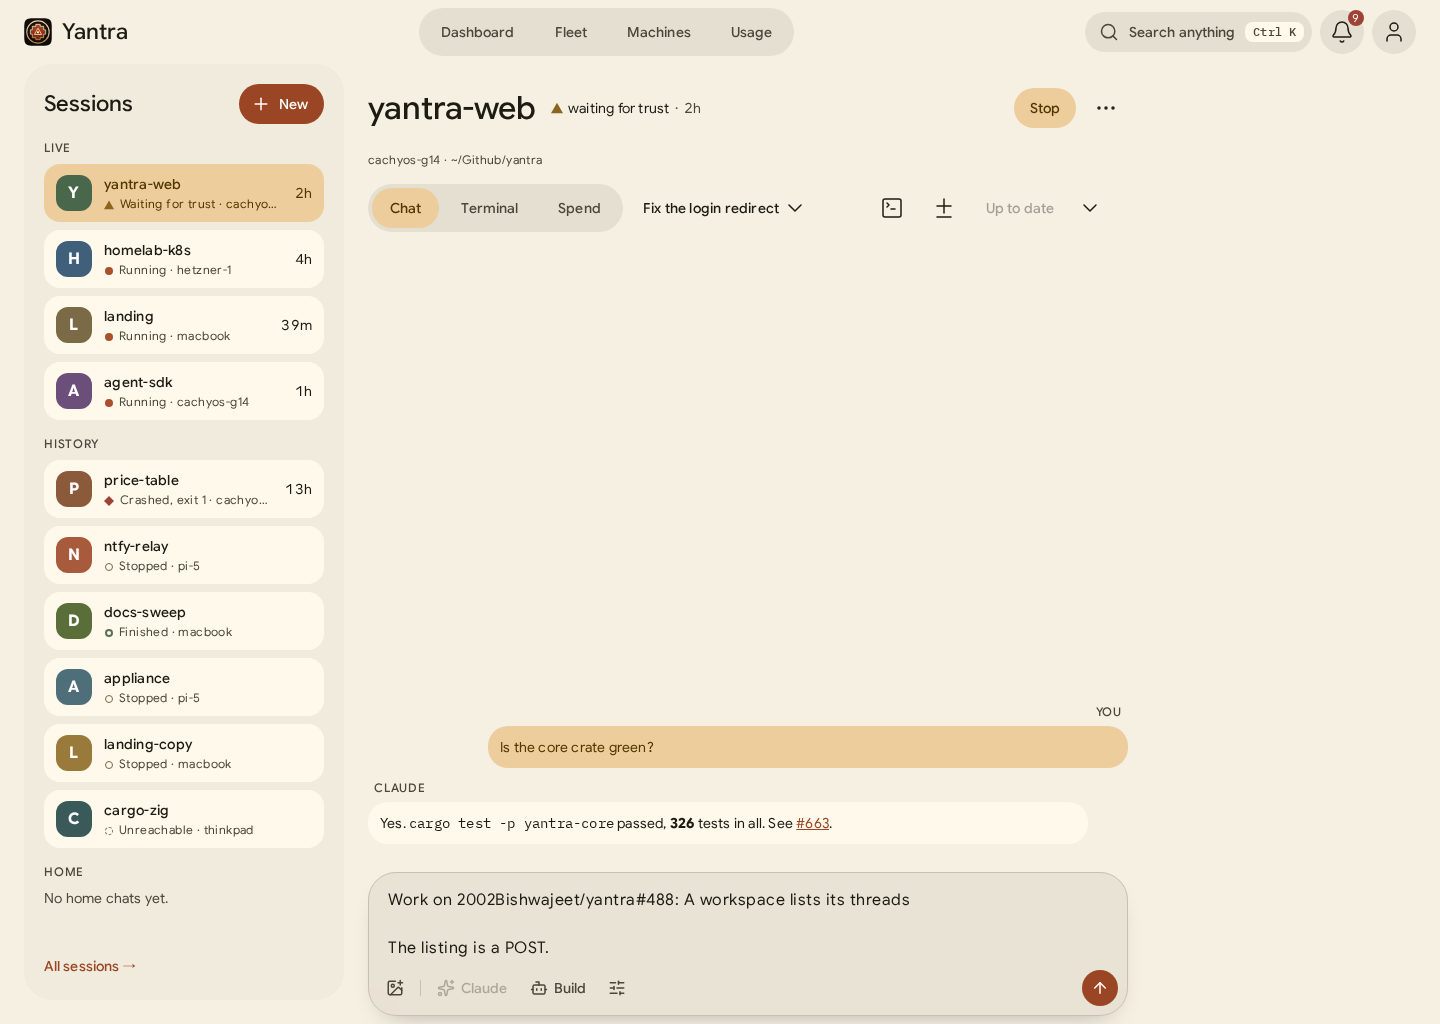 Yantra
Dashboard
Fleet
Machines
Usage
Search anything
Ctrl K
9
Sessions
New
LIVE
Y
yantra-web
Waiting for trust · cachyo...
2h
H
homelab-k8s
Running · hetzner-1
4h
L
landing
Running · macbook
39m
A
agent-sdk
Running · cachyos-g14
1h
HISTORY
P
price-table
Crashed, exit 1 · cachyo...
13h
N
ntfy-relay
Stopped · pi-5
D
docs-sweep
Finished · macbook
A
appliance
Stopped · pi-5
L
landing-copy
Stopped · macbook
C
cargo-zig
Unreachable · thinkpad
HOME
No home chats yet.
All sessions →
yantra-web
waiting for trust · 2h
Stop
cachyos-g14 · ~/Github/yantra
Chat
Terminal
Spend
Fix the login redirect
Up to date
YOU
Is the core crate green?
CLAUDE
Yes. cargo test -p yantra-core passed, 326 tests in all. See #663.
Work on 2002Bishwajeet/yantra#488: A workspace lists its threads
The listing is a POST.
Claude
Build